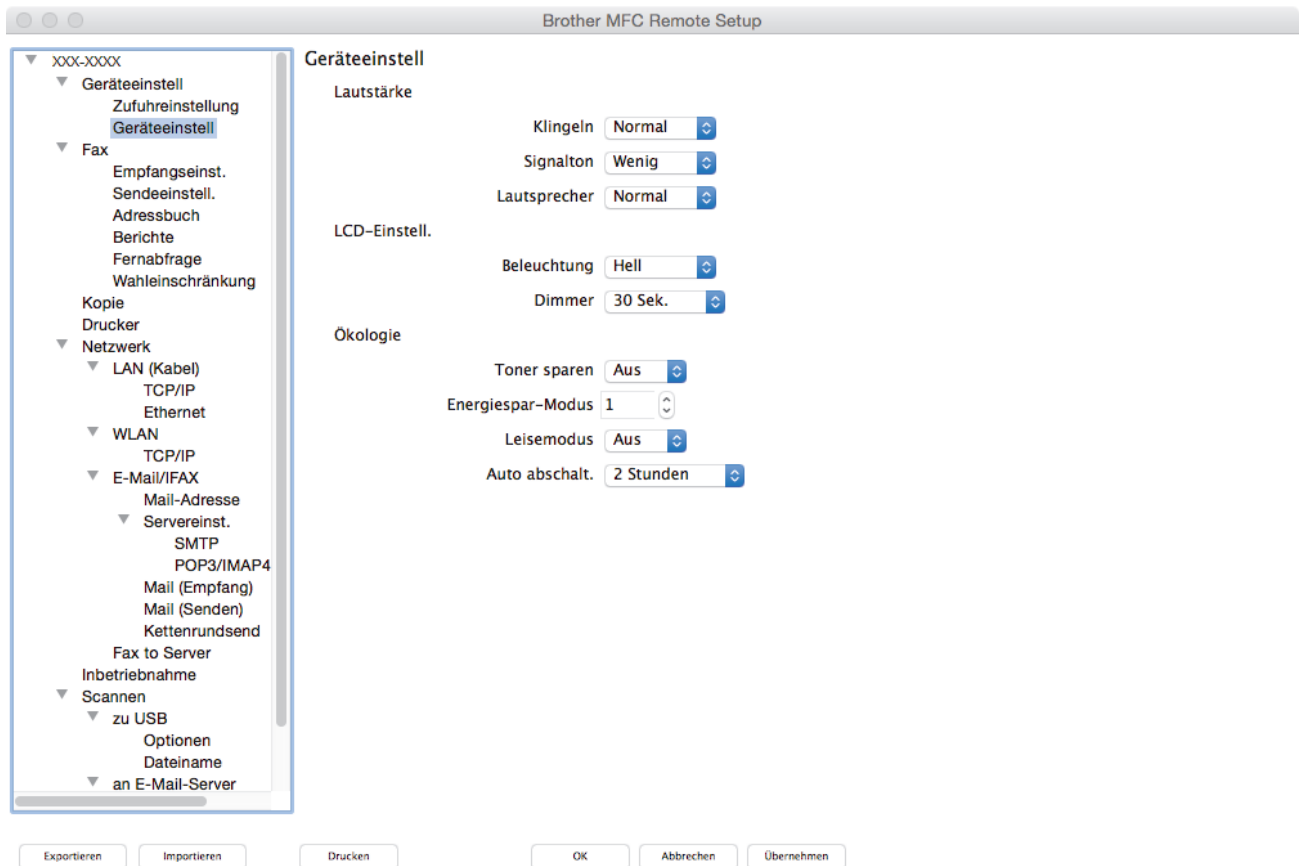 Brother MFC Remote Setup
XXX-XXXX
Geräteeinstell
Zufuhreinstellung
Geräteeinstell
Fax
Empfangseinst.
Sendeeinstell.
Adressbuch
Berichte
Fernabfrage
Wahleinschränkung
Kopie
Drucker
Netzwerk
LAN (Kabel)
TCP/IP
Ethernet
WLAN
TCP/IP
E-Mail/IFAX
Mail-Adresse
Servereinst.
SMTP
POP3/IMAP4
Mail (Empfang)
Mail (Senden)
Kettenrundsend
Fax to Server
Inbetriebnahme
Scannen
zu USB
Optionen
Dateiname
an E-Mail-Server
Geräteeinstell
Lautstärke
Klingeln Normal
Signalton Wenig
Lautsprecher Normal
LCD-Einstell.
Beleuchtung Hell
Dimmer 30 Sek.
Ökologie
Toner sparen Aus
Energiespar-Modus 1
Leisemodus Aus
Auto abschalt. 2 Stunden
Exportieren Importieren Drucken OK Abbrechen Übernehmen